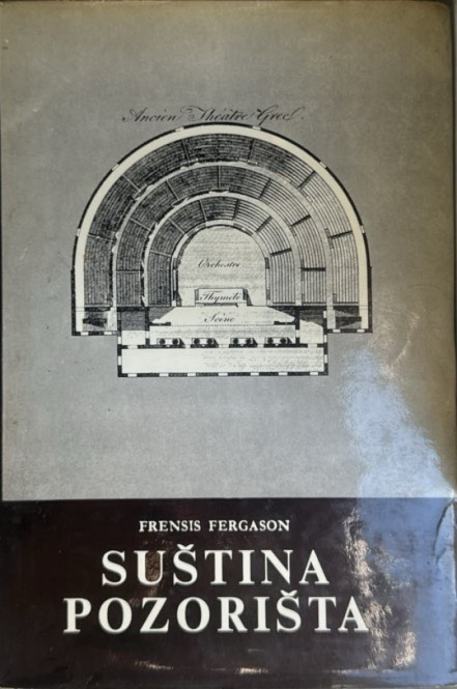 Ancien Théâtre Grec.
Orchestre
Thymele
Scène
FRENSIS FERGASON
SUŠTINA
POZORIŠTA